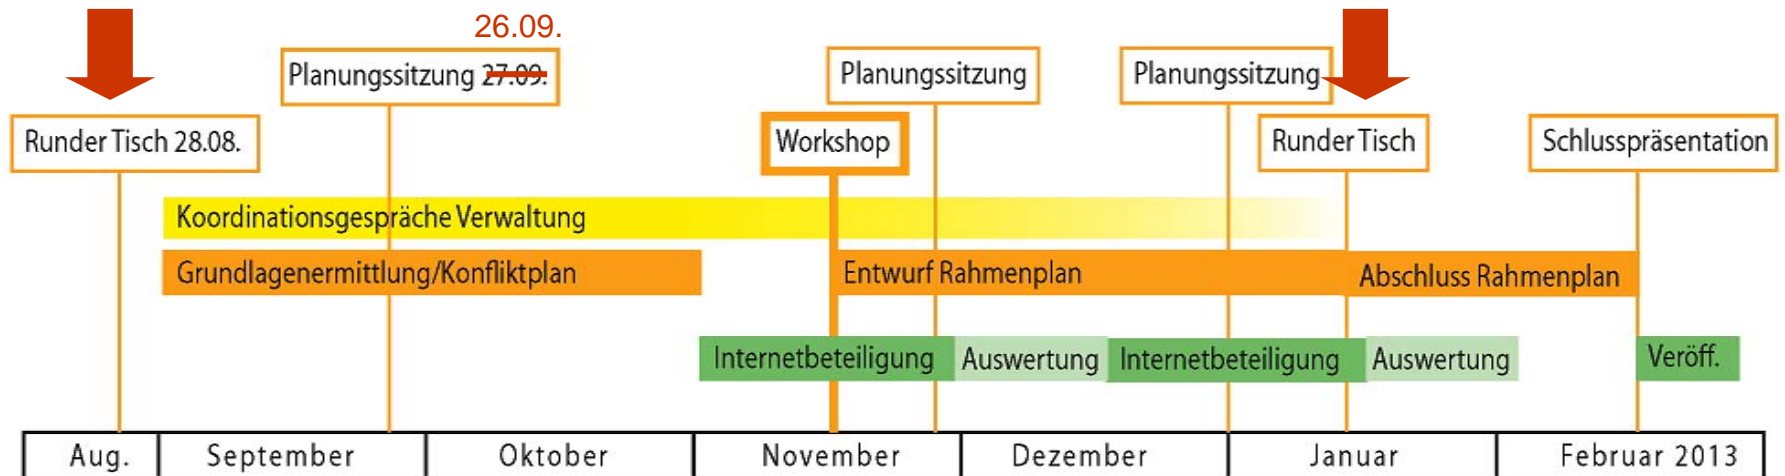 26.09.
Planungssitzung 27.09.
Planungssitzung
Planungssitzung
Runder Tisch 28.08.
Workshop
Runder Tisch
Schlusspräsentation
Koordinationsgespräche Verwaltung
Grundlagenermittlung/Konfliktplan
Entwurf Rahmenplan
Abschluss Rahmenplan
Internetbeteiligung
Auswertung
Internetbeteiligung
Auswertung
Veröff.
Aug.
September
Oktober
November
Dezember
Januar
Februar 2013